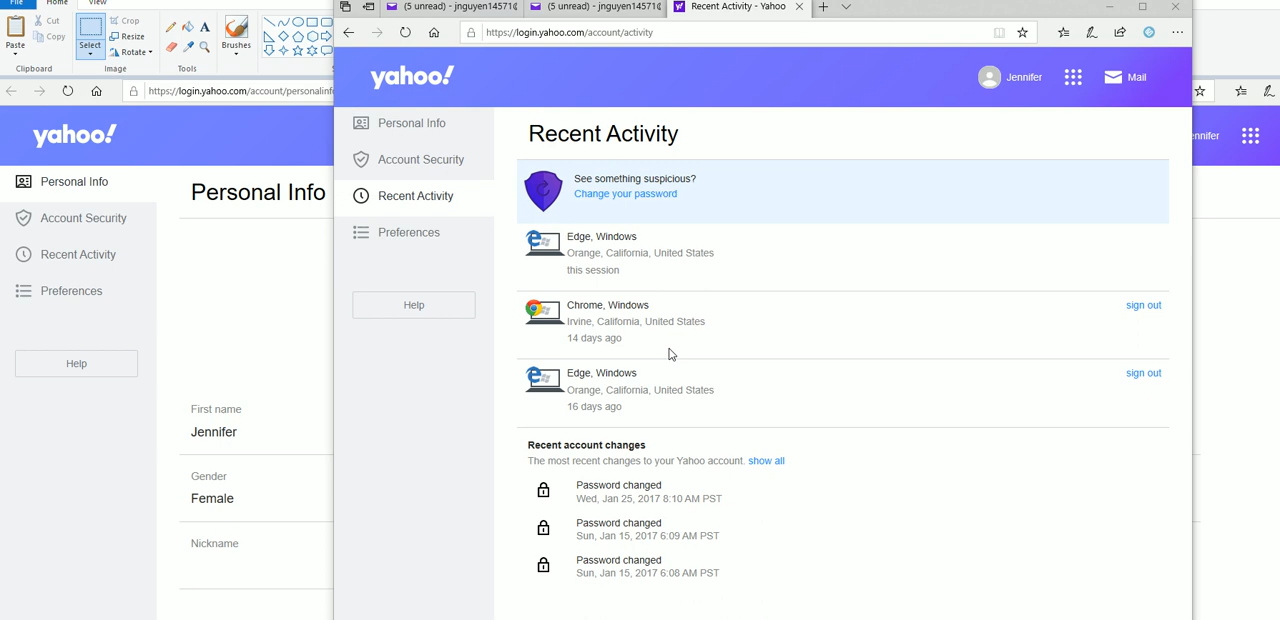 File
Home
View
Paste
Cut
Copy
Clipboard
Select
Crop
Resize
Rotate
Image
Tools
Brushes
https://login.yahoo.com/account/personalinf
yahoo!
ennifer
Personal Info
Account Security
Recent Activity
Preferences
Help
Personal Info
First name
Jennifer
Gender
Female
Nickname
(5 unread) - jnguyen14571@
(5 unread) - jnguyen14571@
Recent Activity - Yahoo
https://login.yahoo.com/account/activity
yahoo!
Jennifer
Mail
Personal Info
Account Security
Recent Activity
Preferences
Help
Recent Activity
See something suspicious?
Change your password
Edge, Windows
Orange, California, United States
this session
Chrome, Windows
sign out
Irvine, California, United States
14 days ago
Edge, Windows
sign out
Orange, California, United States
16 days ago
Recent account changes
The most recent changes to your Yahoo account. show all
Password changed
Wed, Jan 25, 2017 8:10 AM PST
Password changed
Sun, Jan 15, 2017 6:09 AM PST
Password changed
Sun, Jan 15, 2017 6:08 AM PST